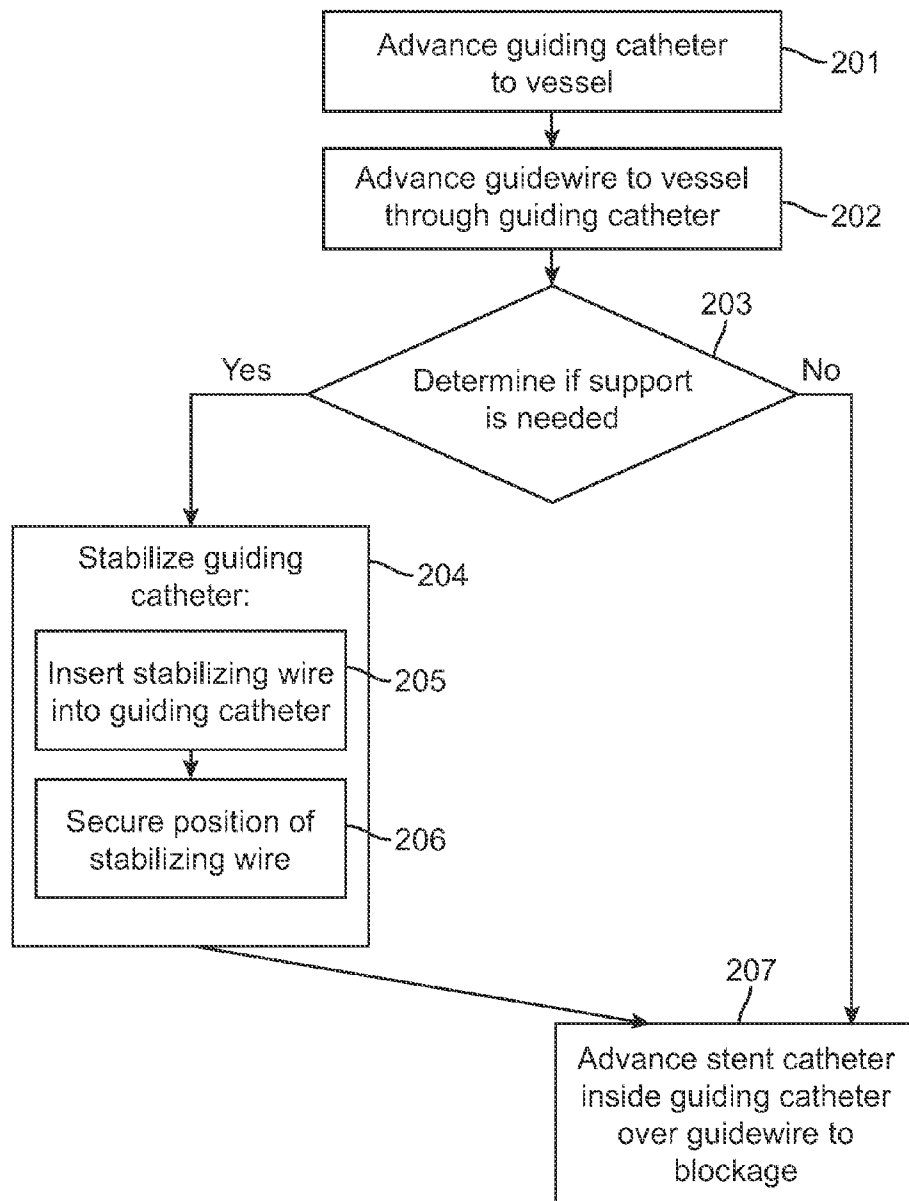 Advance guiding catheter
to vessel
201
Advance guidewire to vessel
through guiding catheter
202
203
Yes
No
Determine if support
is needed
Stabilize guiding
catheter:
204
Insert stabilizing wire
into guiding catheter
205
Secure position of
stabilizing wire
206
207
Advance stent catheter
inside guiding catheter
over guidewire to
blockage